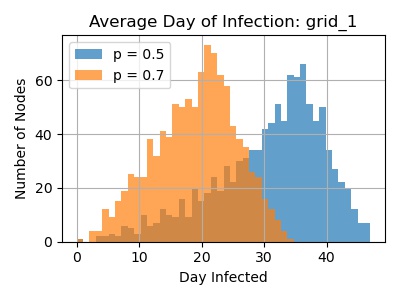 Average Day of Infection: grid_1
p = 0.5
p = 0.7
Number of Nodes
60
40
20
0
0 10 20 30 40
Day Infected